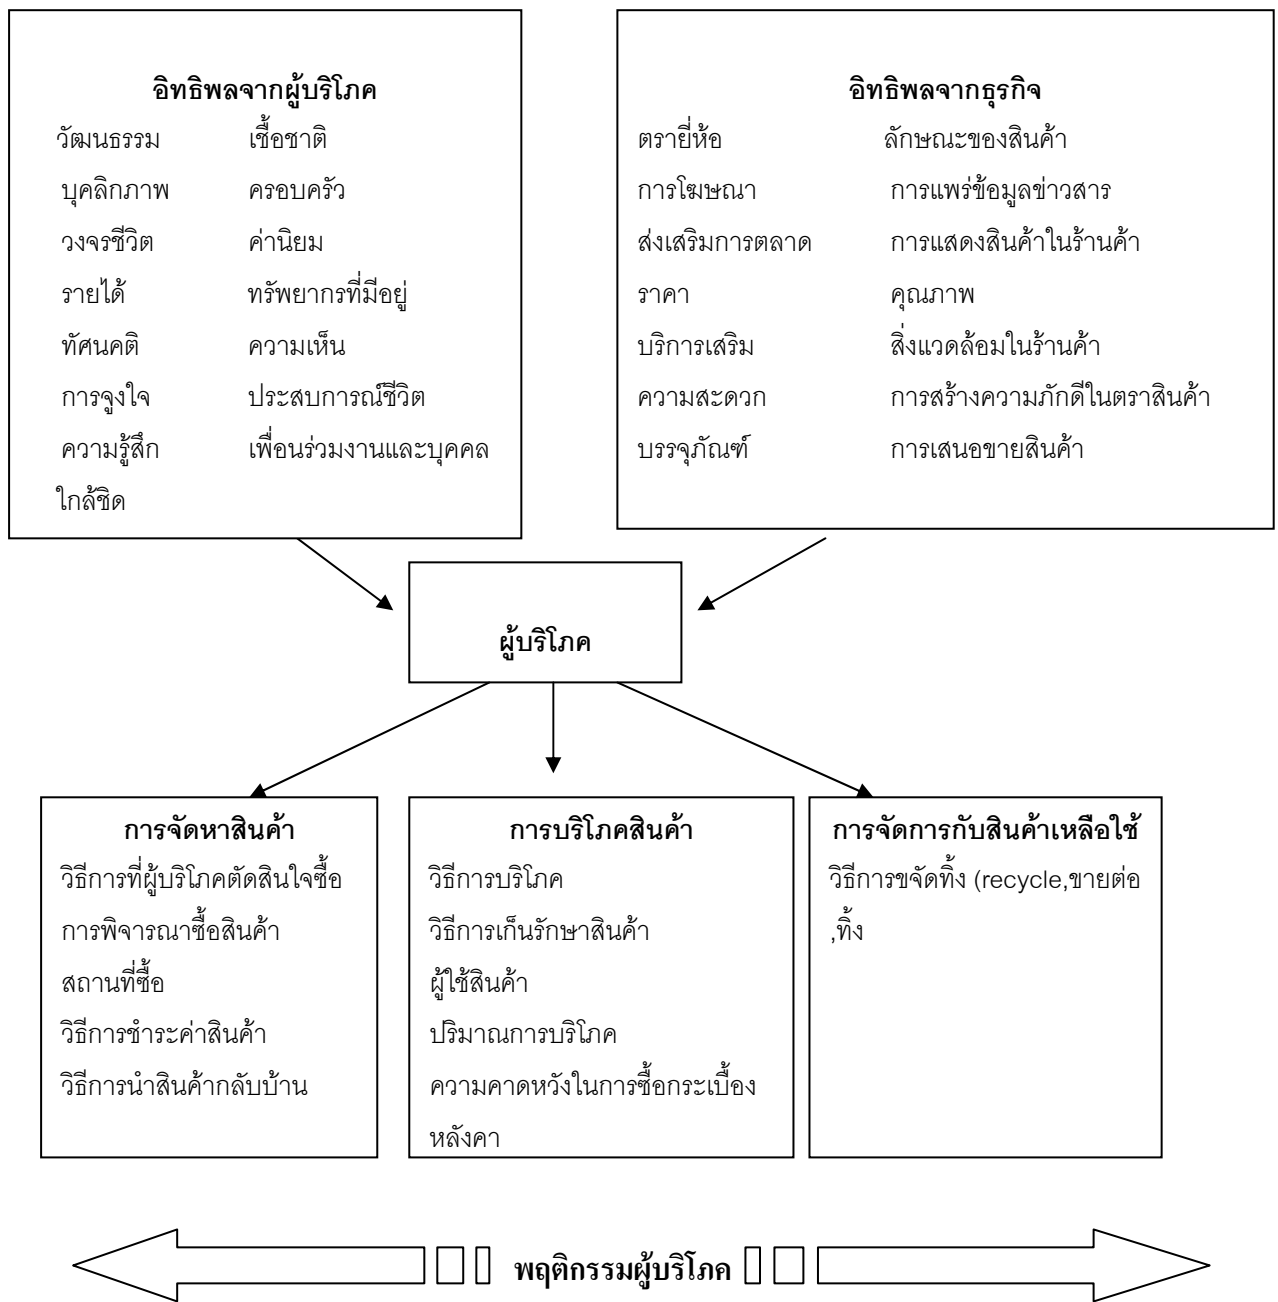 อิทธิพลจากผู้บริโภค
วัฒนธรรม เชื้อชาติ
บุคลิกภาพ ครอบครัว
วงจรชีวิต ค่านิยม
รายได้ ทรัพยากรที่มีอยู่
ทัศนคติ ความเห็น
การจูงใจ ประสบการณ์ชีวิต
ความรู้สึก เพื่อนร่วมงานและบุคคล
ใกล้ชิด
อิทธิพลจากธุรกิจ
ตรายี่ห้อ ลักษณะของสินค้า
การโฆษณา การแพร่ข้อมูลข่าวสาร
ส่งเสริมการตลาด การแสดงสินค้าในร้านค้า
ราคา คุณภาพ
บริการเสริม สิ่งแวดล้อมในร้านค้า
ความสะดวก การสร้างความภักดีในตราสินค้า
บรรจุภัณฑ์ การเสนอขายสินค้า
ผู้บริโภค
การจัดหาสินค้า
วิธีการที่ผู้บริโภคตัดสินใจซื้อ
การพิจารณาซื้อสินค้า
สถานที่ซื้อ
วิธีการชำระค่าสินค้า
วิธีการนำสินค้ากลับบ้าน
การบริโภคสินค้า
วิธีการบริโภค
วิธีการเก็นรักษาสินค้า
ผู้ใช้สินค้า
ปริมาณการบริโภค
ความคาดหวังในการซื้อกระเบื้อง
หลังคา
การจัดการกับสินค้าเหลือใช้
วิธีการขจัดทิ้ง (recycle,ขายต่อ
,ทิ้ง
พฤติกรรมผู้บริโภค